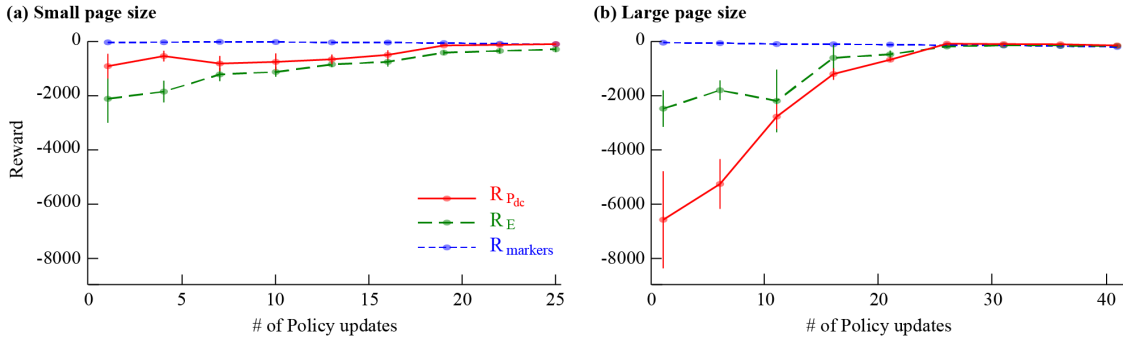 (a) Small page size
0
-2000
-4000
-6000
-8000
Reward
R P_dc
R E
R markers
0 5 10 15 20 25
# of Policy updates
(b) Large page size
0
-2000
-4000
-6000
-8000
0 10 20 30 40
# of Policy updates